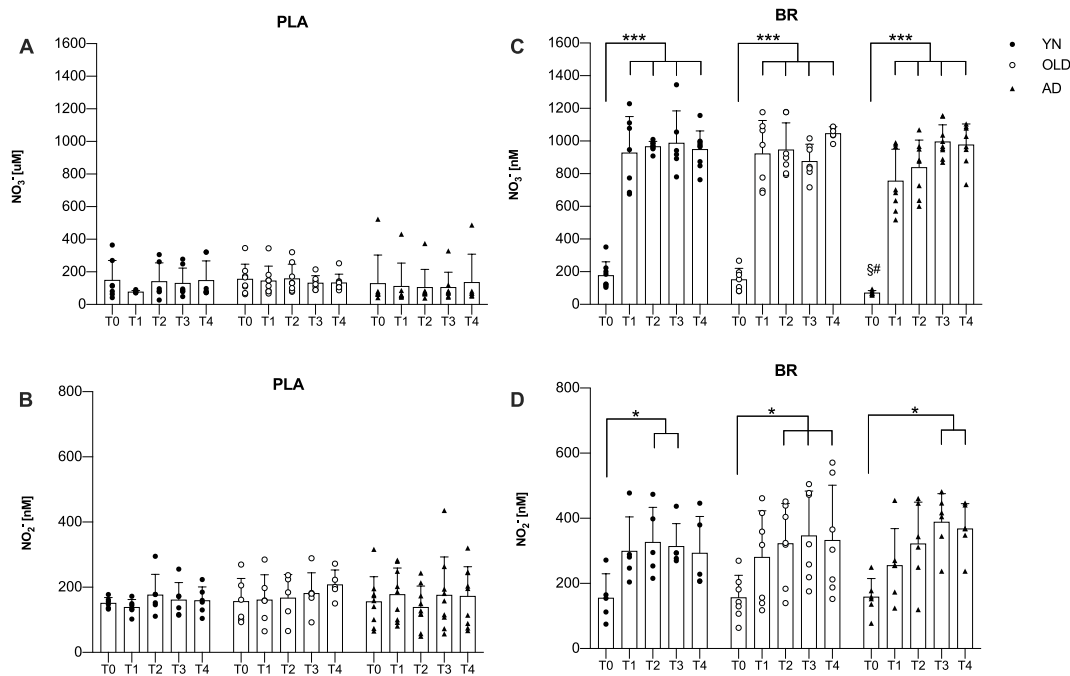 PLA
A
NO3- [uM]
1600
1400
1200
1000
800
600
400
200
0
T0 T1 T2 T3 T4 T0 T1 T2 T3 T4 T0 T1 T2 T3 T4
BR
C
NO3- [nM
1600
1400
1200
1000
800
600
400
200
0
*** *** ***
§#
T0 T1 T2 T3 T4 T0 T1 T2 T3 T4 T0 T1 T2 T3 T4
YN
OLD
AD
PLA
B
NO2- [nM]
800
600
400
200
0
T0 T1 T2 T3 T4 T0 T1 T2 T3 T4 T0 T1 T2 T3 T4
BR
D
NO2- [nM]
800
600
400
200
0
* * *
T0 T1 T2 T3 T4 T0 T1 T2 T3 T4 T0 T1 T2 T3 T4